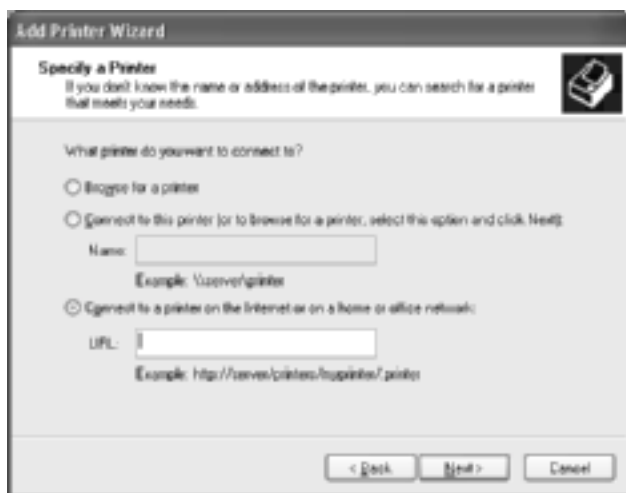 Add Printer Wizard
Specify a Printer
If you don't know the name or address of the printer, you can search for a printer
that meets your needs.
What printer do you want to connect to?
Browse for a printer
Connect to this printer (or to browse for a printer, select this option and click Next):
Name:
Example: \\server\printer
Connect to a printer on the Internet or on a home or office network:
URL:
Example: http://server/printers/myprinter/.printer
< Back Next > Cancel